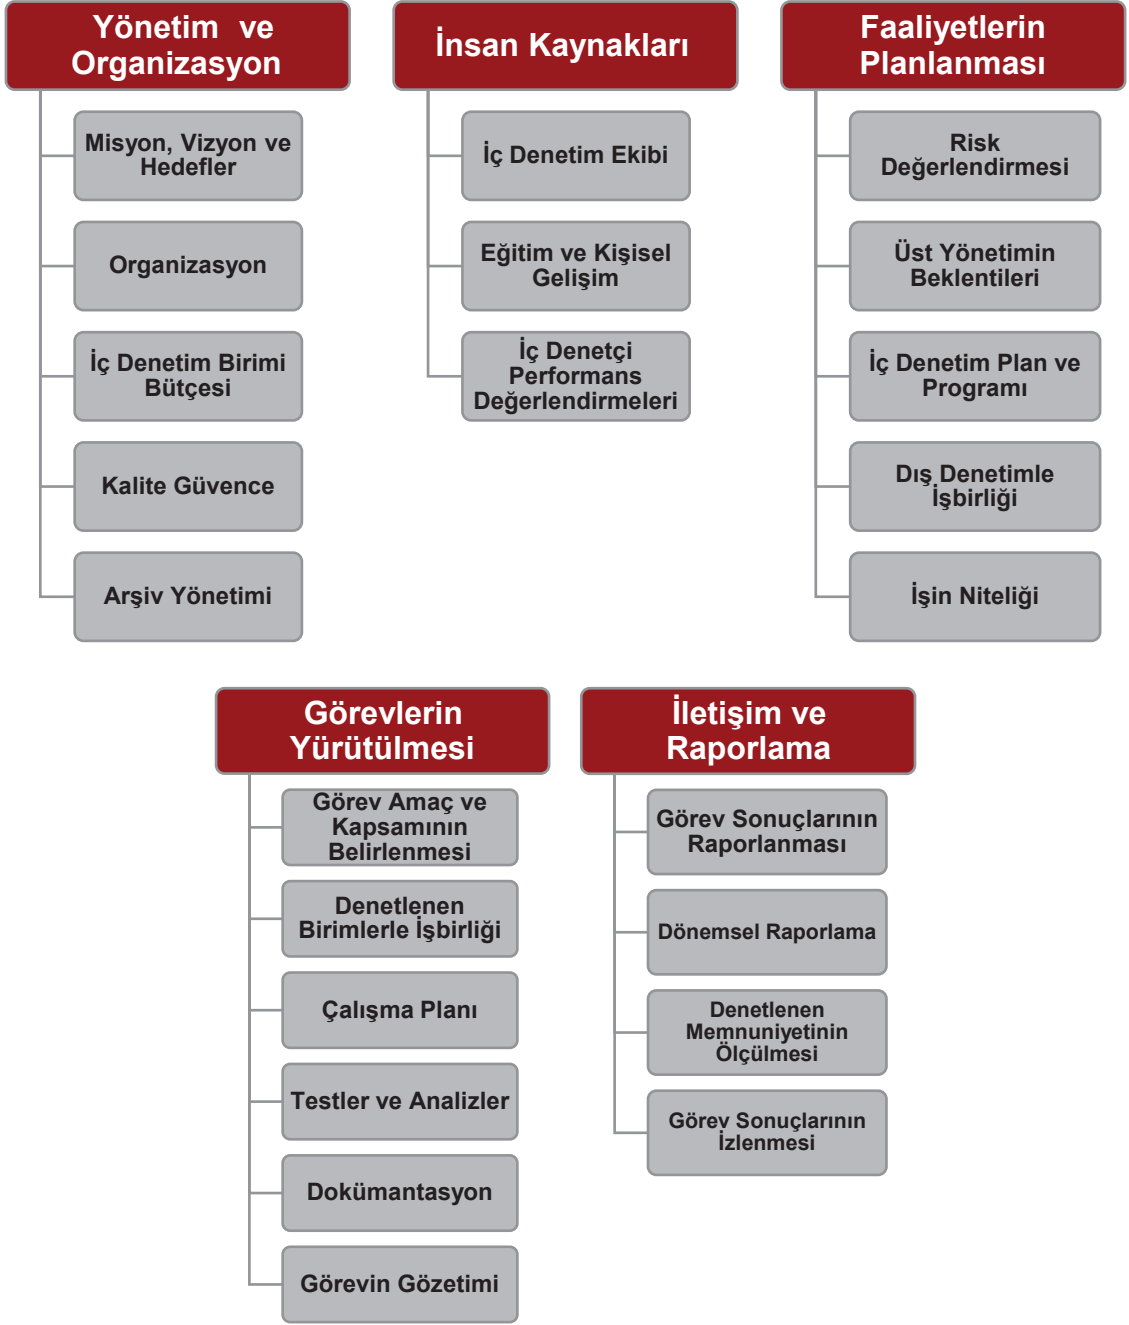 Yönetim ve
Organizasyon
Misyon, Vizyon ve
Hedefler
Organizasyon
İç Denetim Birimi
Bütçesi
Kalite Güvence
Arşiv Yönetimi
İnsan Kaynakları
İç Denetim Ekibi
Eğitim ve Kişisel
Gelişim
İç Denetçi
Performans
Değerlendirmeleri
Faaliyetlerin
Planlanması
Risk
Değerlendirmesi
Üst Yönetimin
Beklentileri
İç Denetim Plan ve
Programı
Dış Denetimle
İşbirliği
İşin Niteliği
Görevlerin
Yürütülmesi
Görev Amaç ve
Kapsamının
Belirlenmesi
Denetlenen
Birimlerle İşbirliği
Çalışma Planı
Testler ve Analizler
Dokümantasyon
Görevin Gözetimi
İletişim ve
Raporlama
Görev Sonuçlarının
Raporlanması
Dönemsel Raporlama
Denetlenen
Memnuniyetinin
Ölçülmesi
Görev Sonuçlarının
İzlenmesi